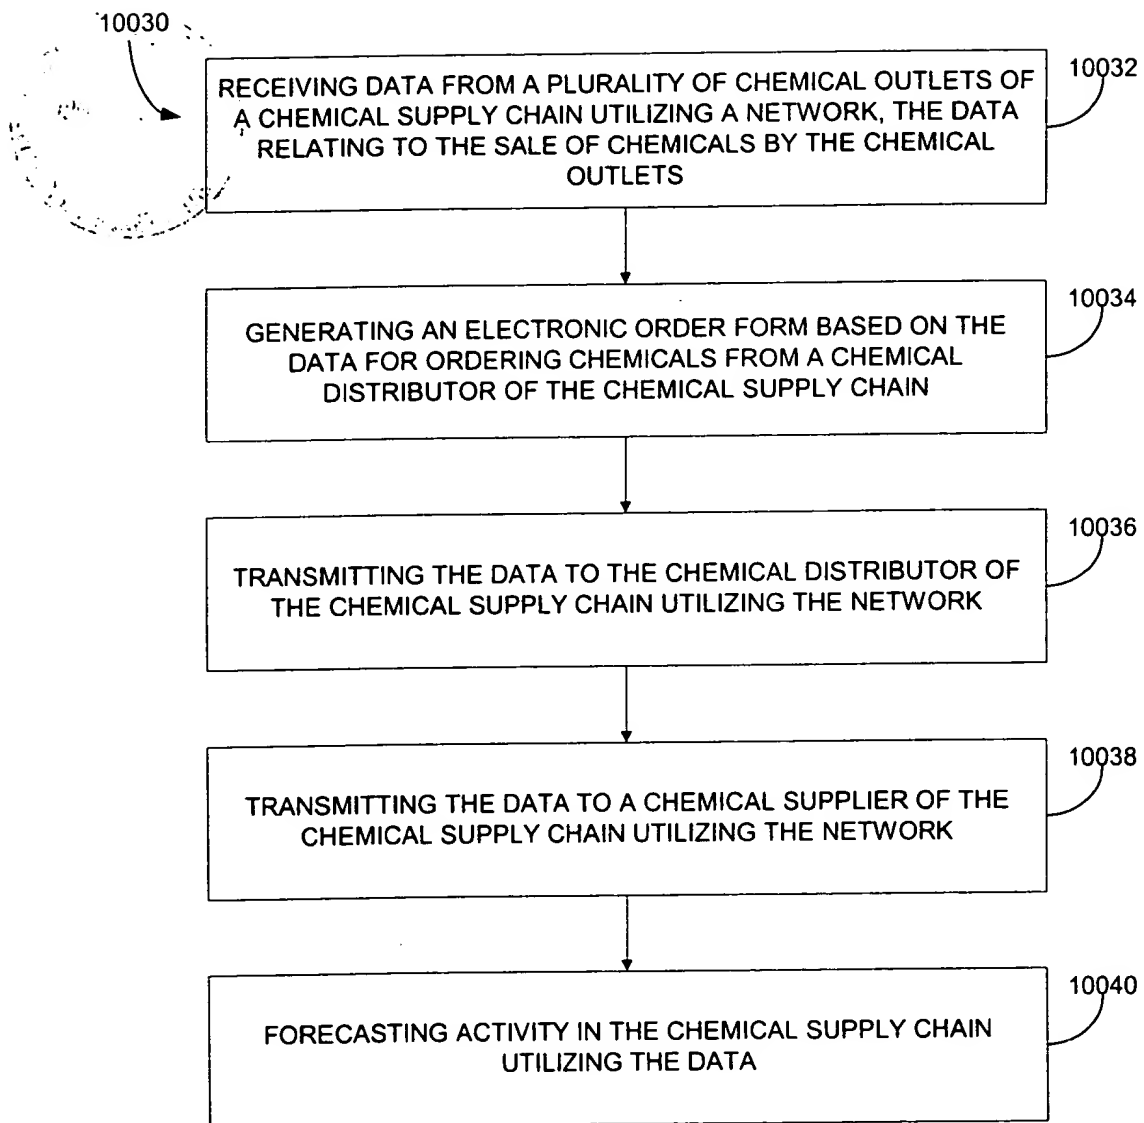 10030
10032
RECEIVING DATA FROM A PLURALITY OF CHEMICAL OUTLETS OF
A CHEMICAL SUPPLY CHAIN UTILIZING A NETWORK, THE DATA
RELATING TO THE SALE OF CHEMICALS BY THE CHEMICAL
OUTLETS
10034
GENERATING AN ELECTRONIC ORDER FORM BASED ON THE
DATA FOR ORDERING CHEMICALS FROM A CHEMICAL
DISTRIBUTOR OF THE CHEMICAL SUPPLY CHAIN
10036
TRANSMITTING THE DATA TO THE CHEMICAL DISTRIBUTOR OF
THE CHEMICAL SUPPLY CHAIN UTILIZING THE NETWORK
10038
TRANSMITTING THE DATA TO A CHEMICAL SUPPLIER OF THE
CHEMICAL SUPPLY CHAIN UTILIZING THE NETWORK
10040
FORECASTING ACTIVITY IN THE CHEMICAL SUPPLY CHAIN
UTILIZING THE DATA